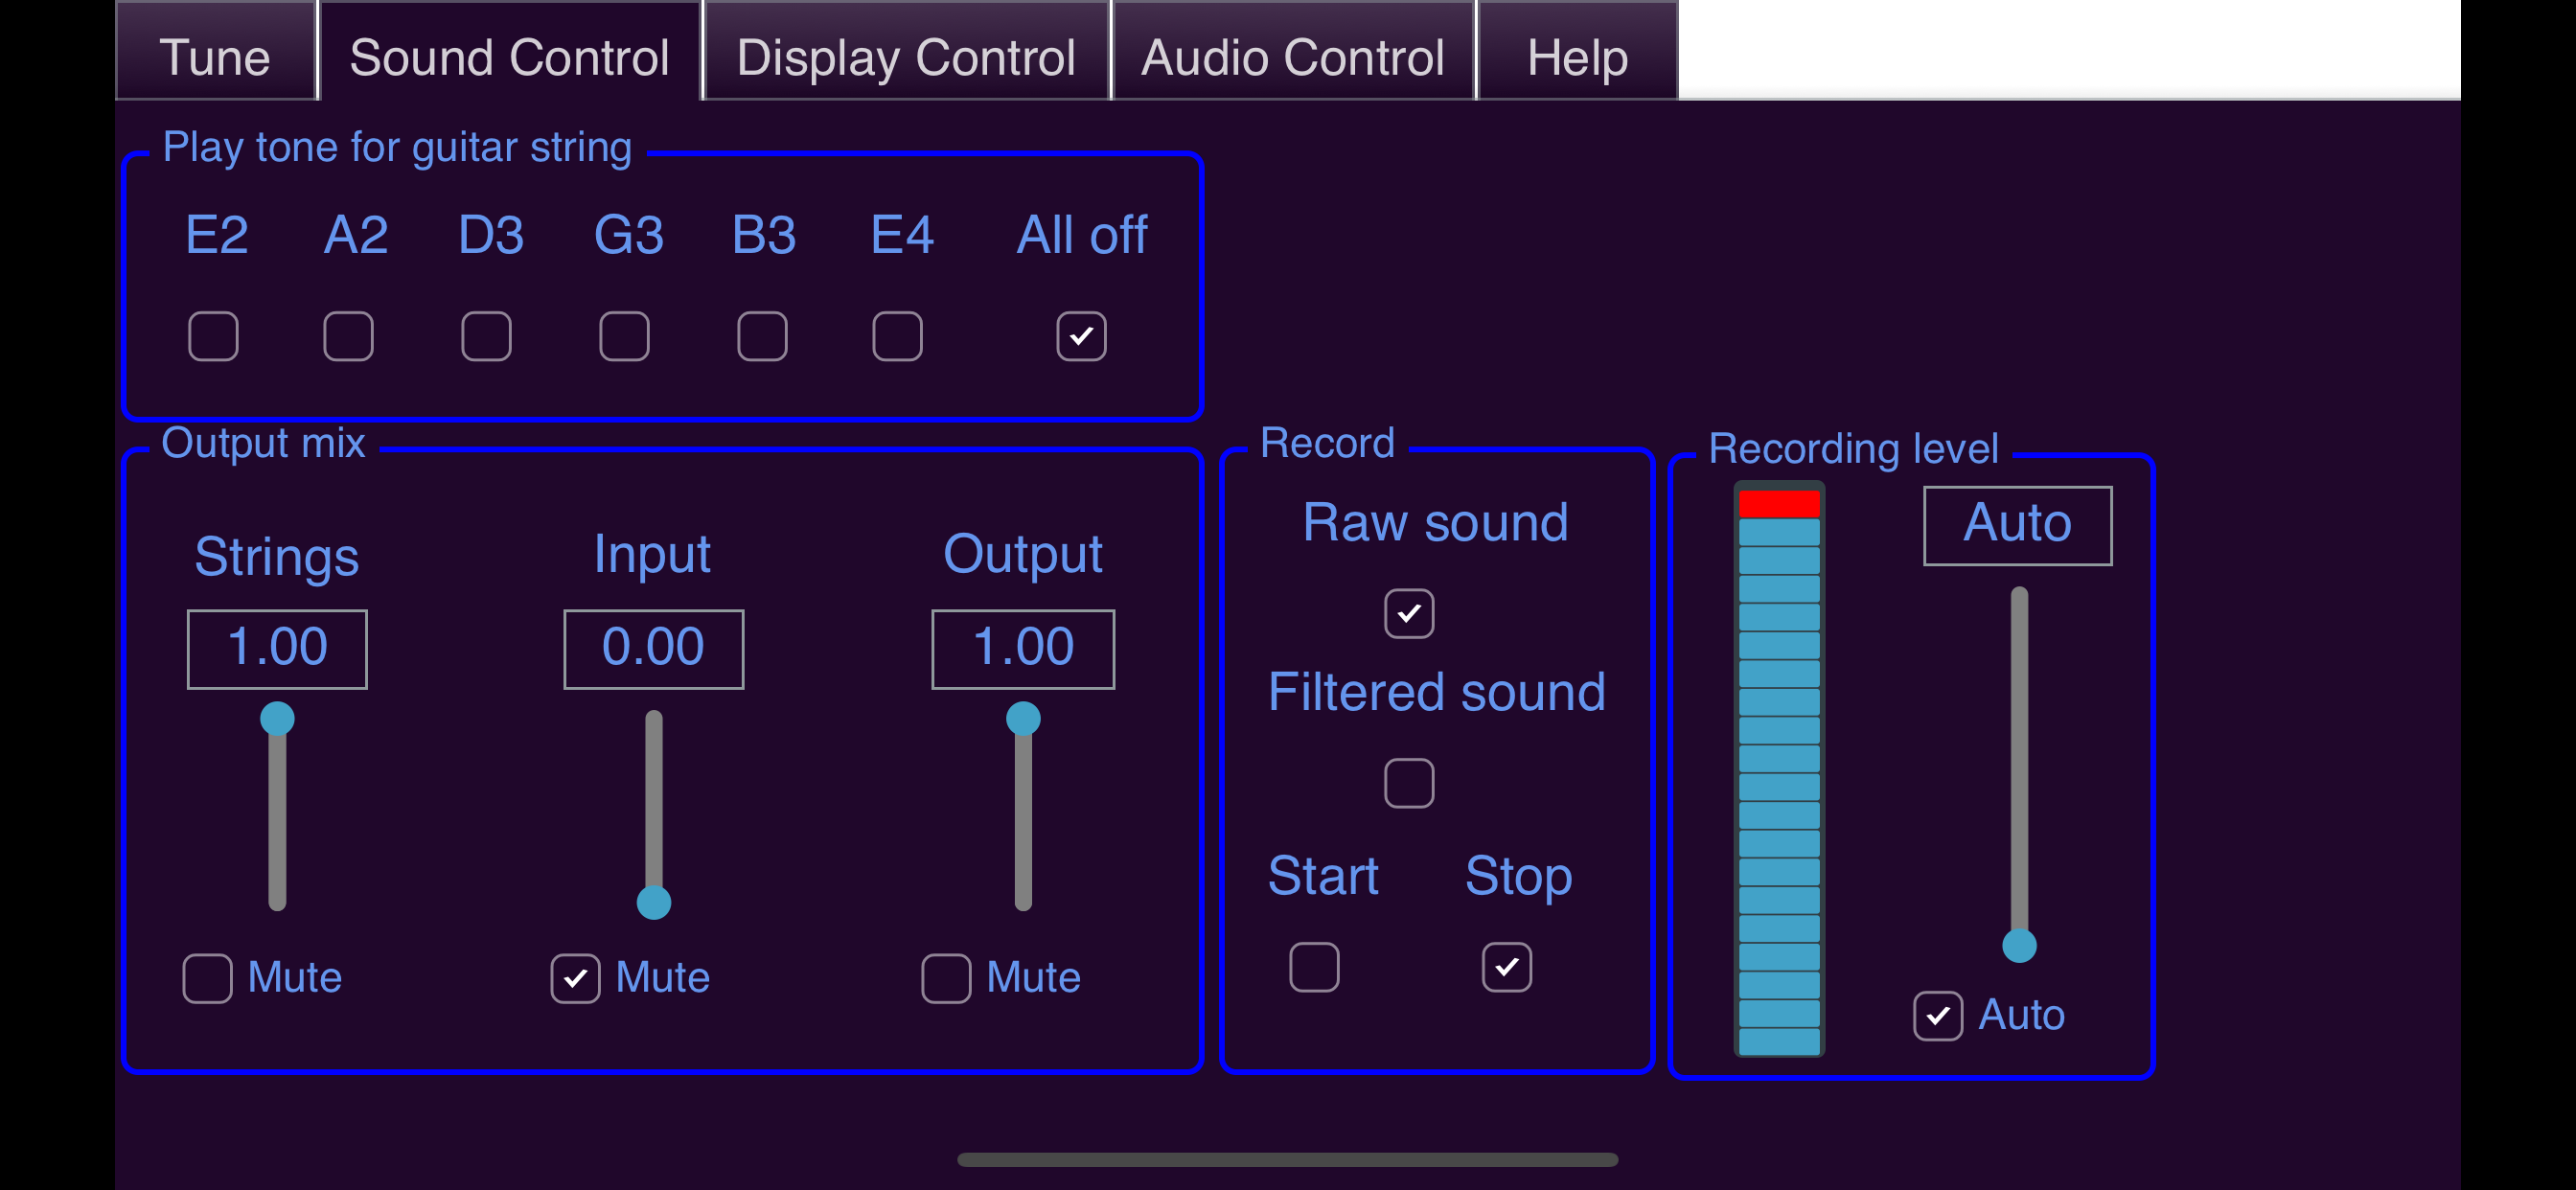 Tune Sound Control Display Control Audio Control Help
Play tone for guitar string
E2 A2 D3 G3 B3 E4 All off
Output mix
Strings Input Output
1.00 0.00 1.00
Mute Mute Mute
Record
Raw sound
Filtered sound
Start Stop
Recording level
Auto
Auto